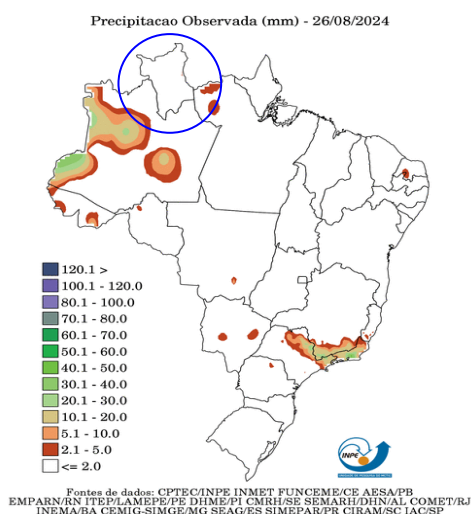 Precipitacao Observada (mm) - 26/08/2024
120.1 >
100.1 - 120.0
80.1 - 100.0
70.1 - 80.0
60.1 - 70.0
50.1 - 60.0
40.1 - 50.0
30.1 - 40.0
20.1 - 30.0
10.1 - 20.0
5.1 - 10.0
2.1 - 5.0
<= 2.0
INPE
Fontes de dados: CPTEC/INPE INMET FUNCEME/CE AESA/PB
EMPARN/RN ITEP/LAMEPE/PE DHME/PI CMRH/SE SEMARH/DHN/AL COMET/RJ
INEMA/BA CEMIG-SIMGE/MG SEAG/ES SIMEPAR/PR CIRAM/SC IAC/SP